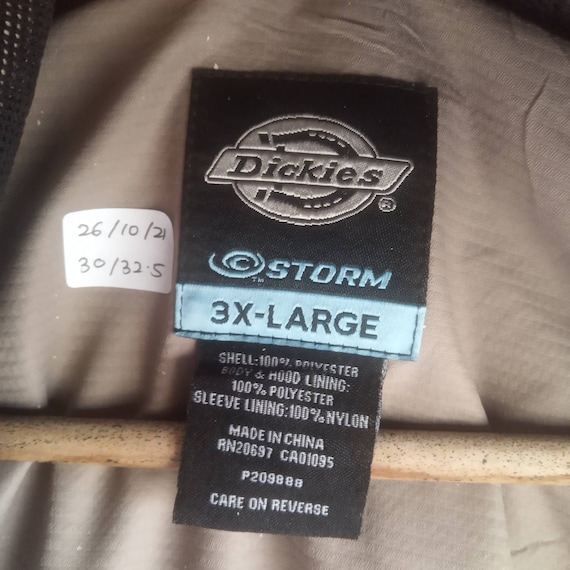 Dickies®
26/10/21
30/32.5
©STORM
™
3X-LARGE
SHELL:100% POLYESTER
BODY & HOOD LINING:
100% POLYESTER
SLEEVE LINING:100%NYLON
MADE IN CHINA
RN20697 CA01095
P209888
CARE ON REVERSE